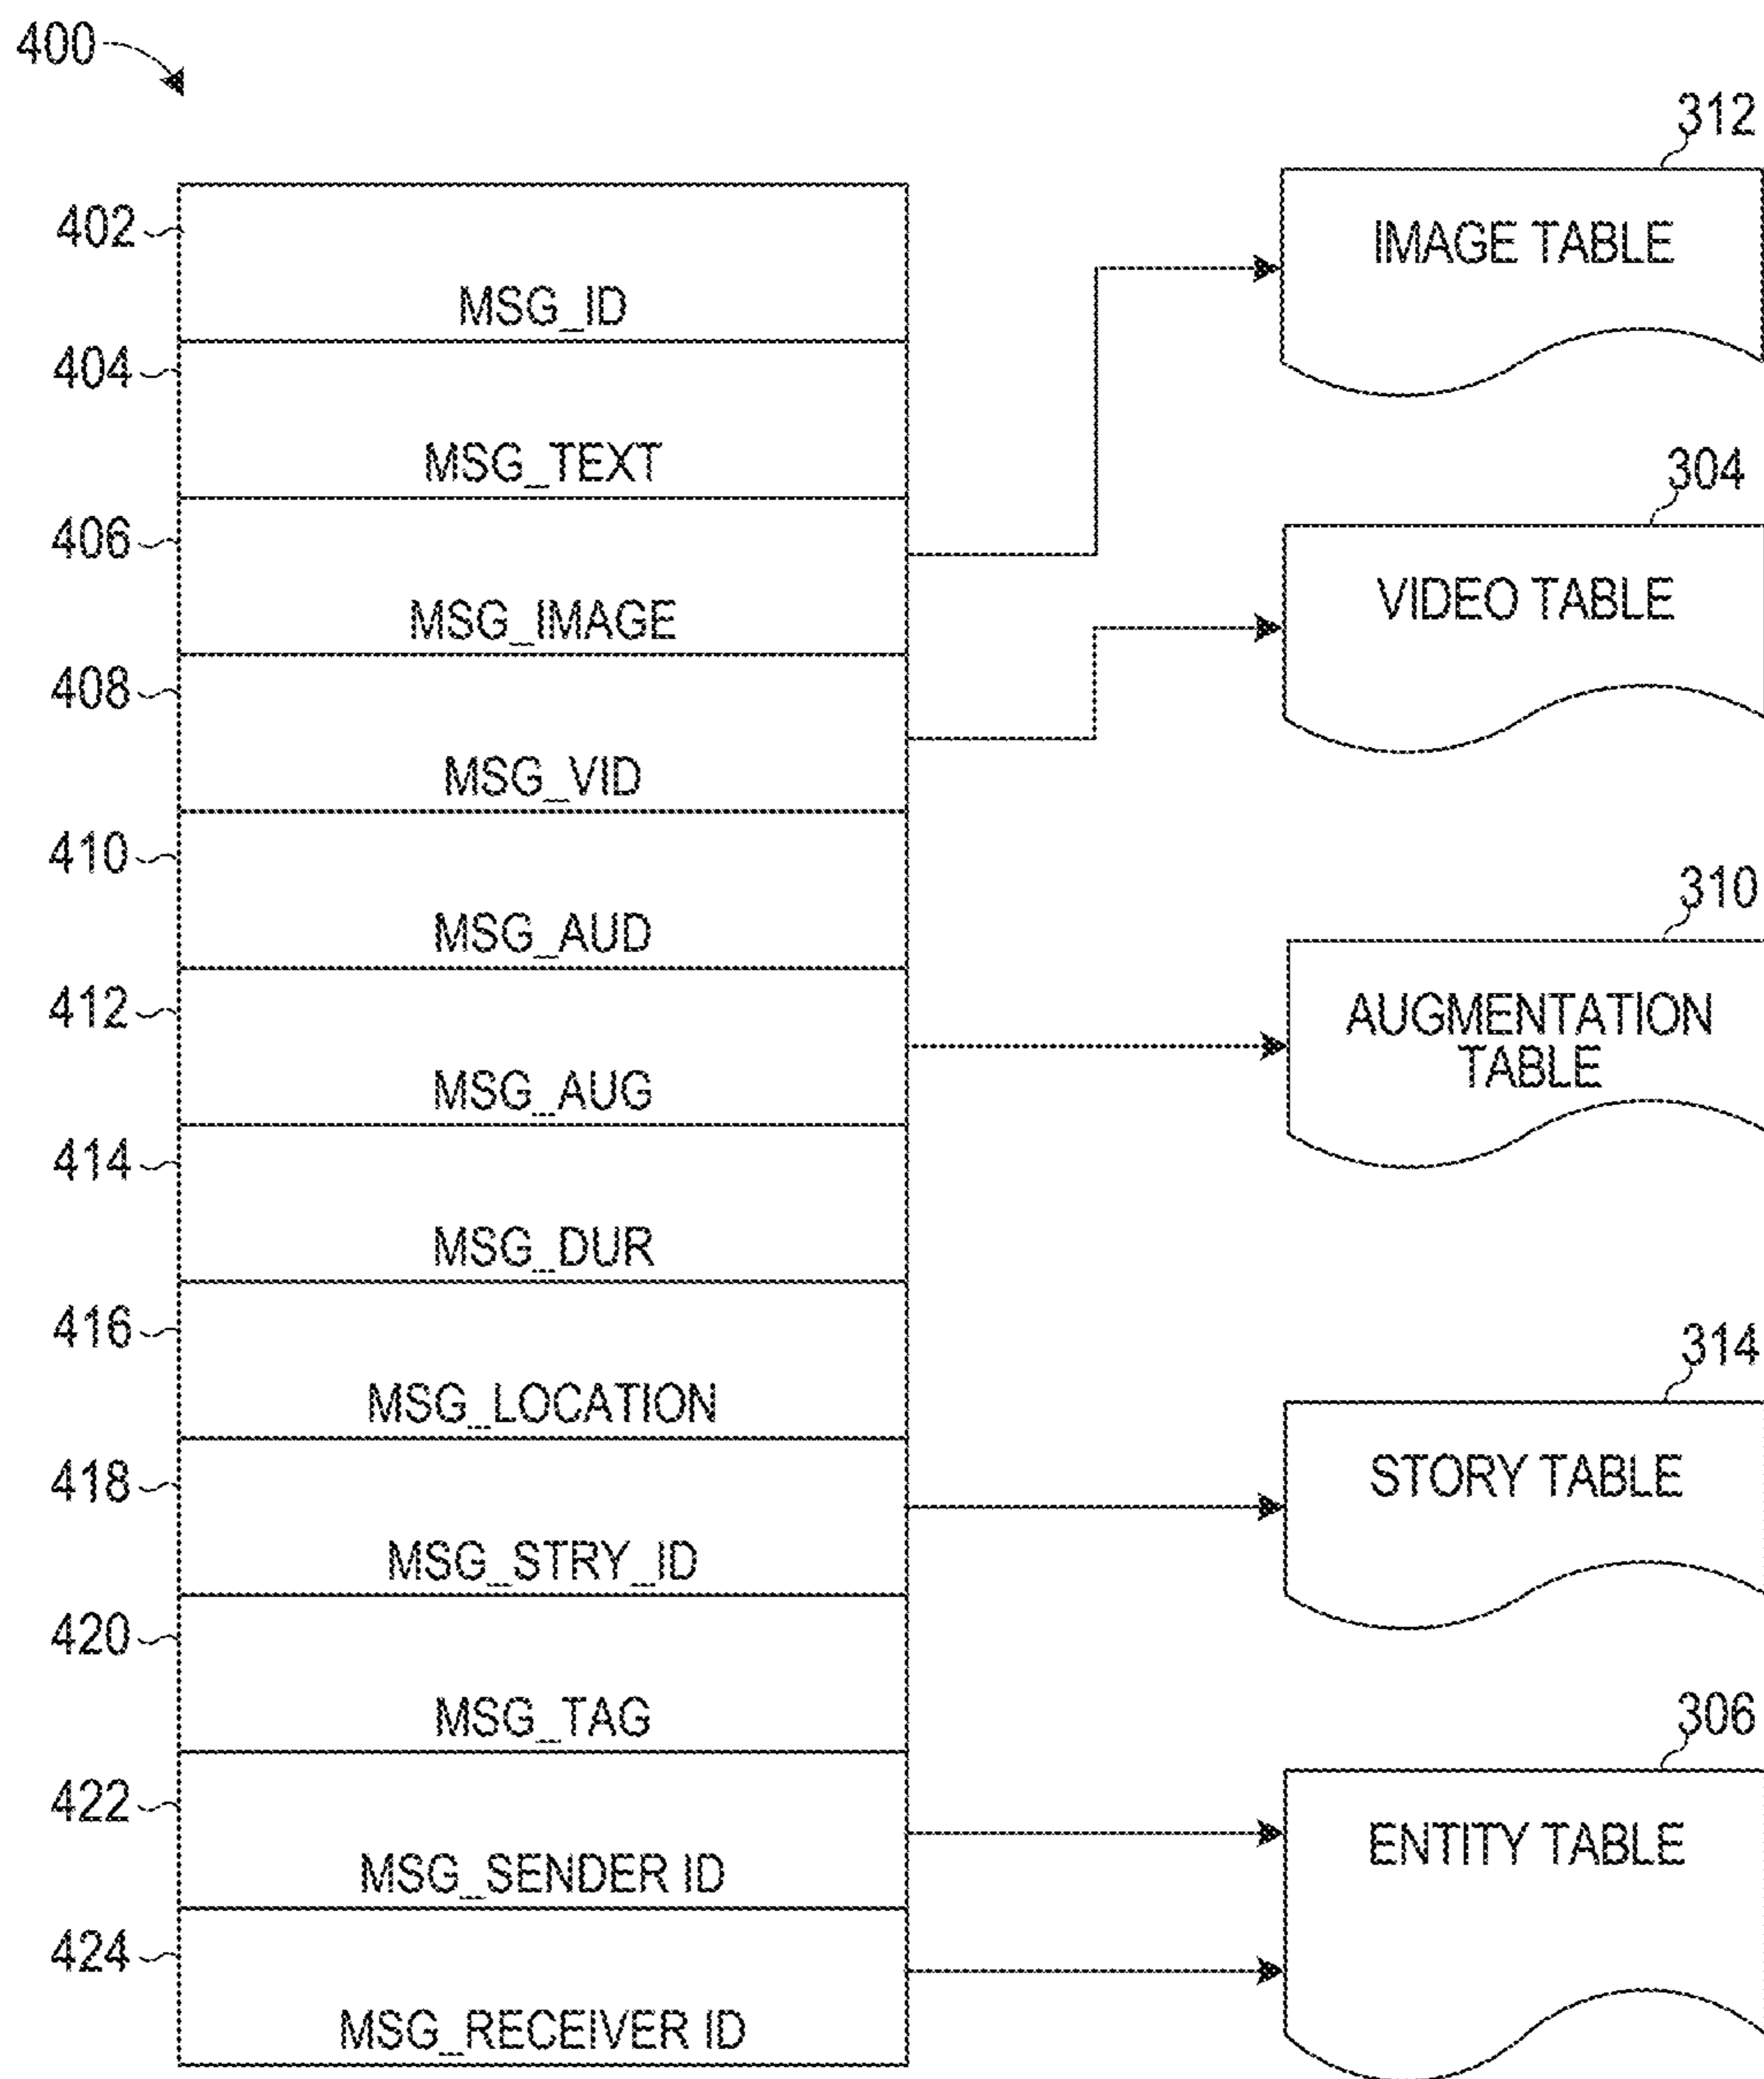 400
402
MSG_ID
404
MSG_TEXT
406
MSG_IMAGE
408
MSG_VID
410
MSG_AUD
412
MSG_AUG
414
MSG_DUR
416
MSG_LOCATION
418
MSG_STRY_ID
420
MSG_TAG
422
MSG_SENDER ID
424
MSG_RECEIVER ID
312
IMAGE TABLE
304
VIDEO TABLE
310
AUGMENTATION
TABLE
314
STORY TABLE
306
ENTITY TABLE